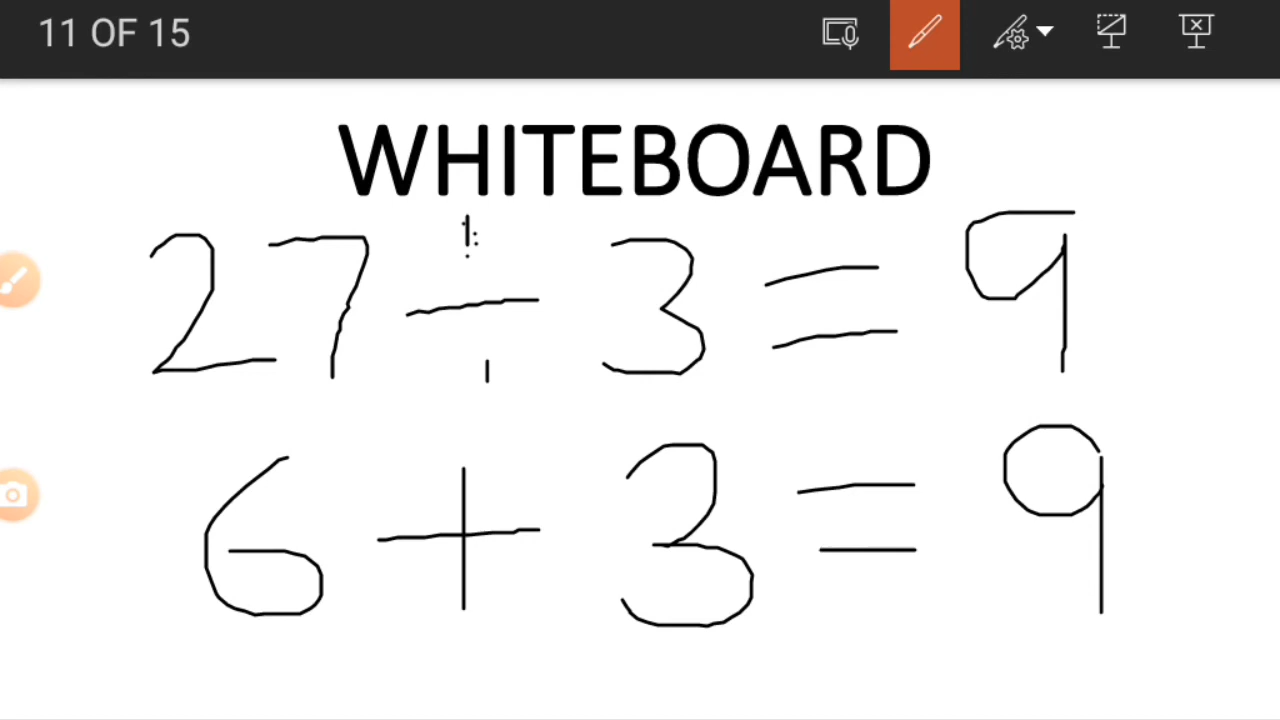 11 OF 15
WHITEBOARD
27 ÷ 3 = 9
6 + 3 = 9